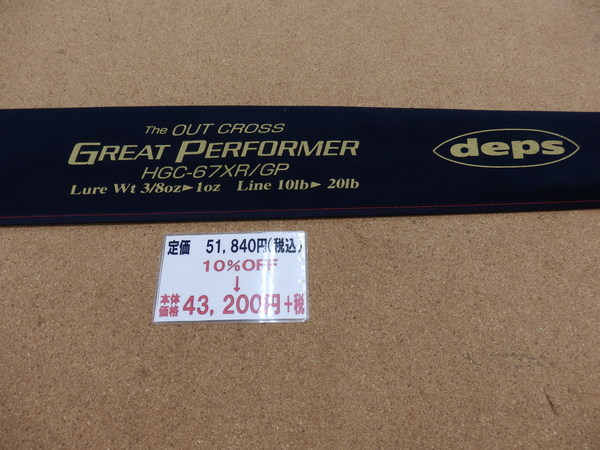 The OUT CROSS
GREAT PERFORMER
HGC-67XR/GP
Lure Wt 3/8oz►1oz Line 10lb► 20lb
deps
定価 51,840円(税込)
10%OFF
↓
本体価格 43,200円+税